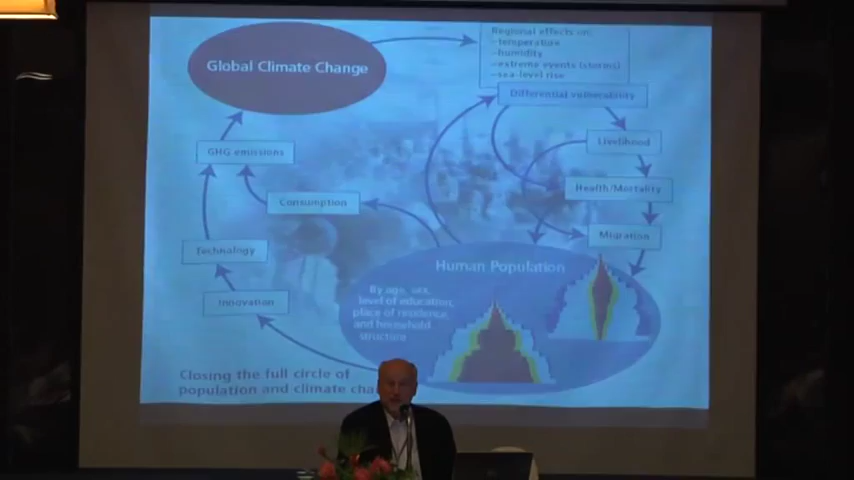 Global Climate Change
Regional effects on:
–temperature
–humidity
–extreme events (storms)
–sea-level rise
Differential vulnerability
Livelihood
GHG emissions
Health/Mortality
Consumption
Migration
Technology
Human Population
By age, sex,
level of education,
place of residence,
and household
structure
Innovation
Closing the full circle of
population and climate cha